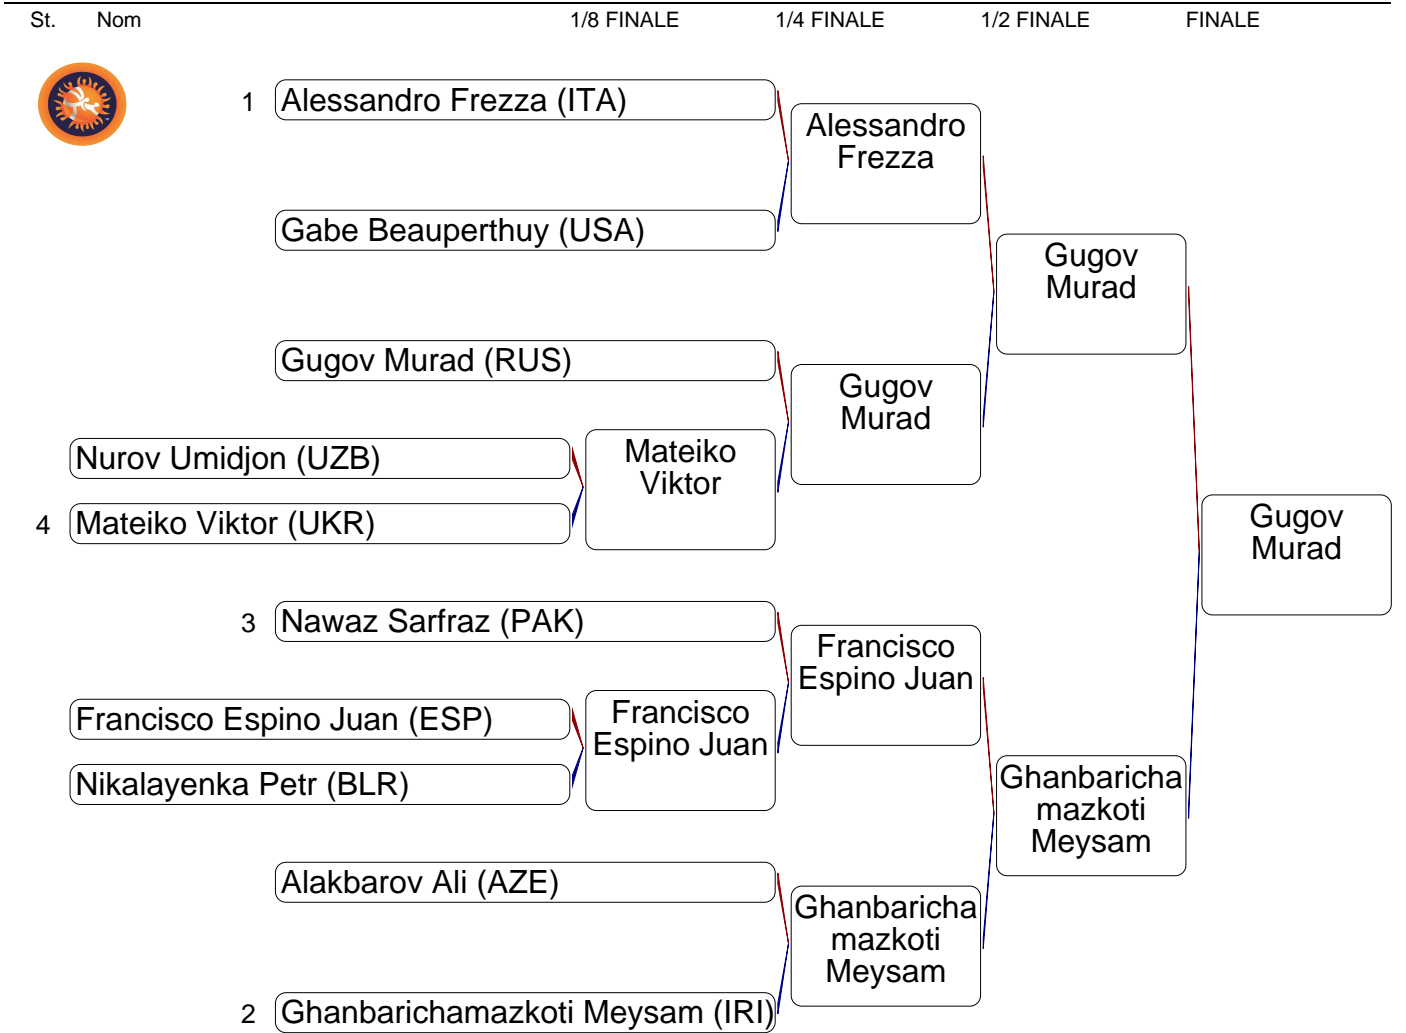 St. Nom 1/8 FINALE 1/4 FINALE 1/2 FINALE FINALE
1 Alessandro Frezza (ITA)
Alessandro
Frezza
Gabe Beauperthuy (USA)
Gugov
Murad
Gugov Murad (RUS)
Gugov
Murad
Nurov Umidjon (UZB)
Mateiko
Viktor
4 Mateiko Viktor (UKR)
Gugov
Murad
3 Nawaz Sarfraz (PAK)
Francisco
Espino Juan
Francisco Espino Juan (ESP)
Francisco
Espino Juan
Nikalayenka Petr (BLR)
Ghanbaricha
mazkoti
Meysam
Alakbarov Ali (AZE)
Ghanbaricha
mazkoti
Meysam
2 Ghanbarichamazkoti Meysam (IRI)